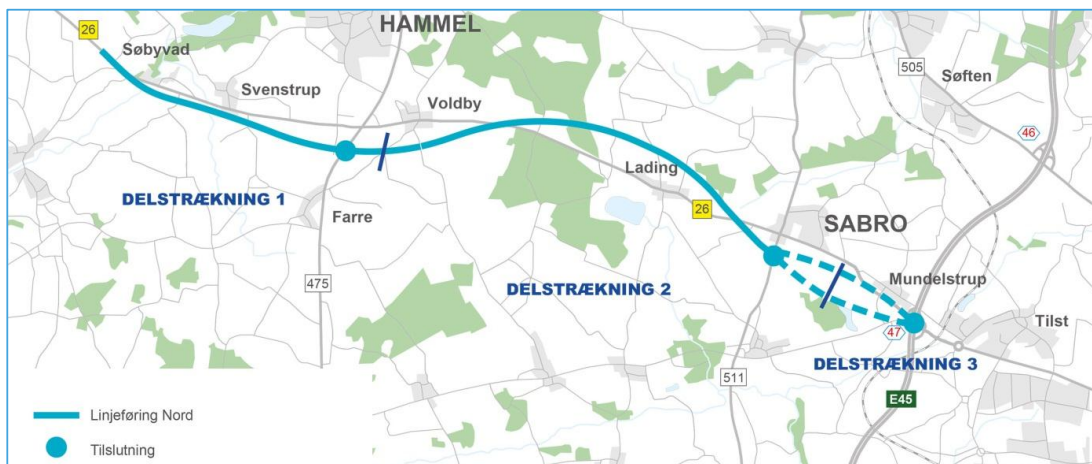 HAMMEL
26
Søbyvad
505
Svenstrup
Søften
Voldby
46
Lading
DELSTRÆKNING 1
26
Farre
SABRO
475
DELSTRÆKNING 2
Mundelstrup
47
Tilst
DELSTRÆKNING 3
511
E45
Linjeføring Nord
Tilslutning